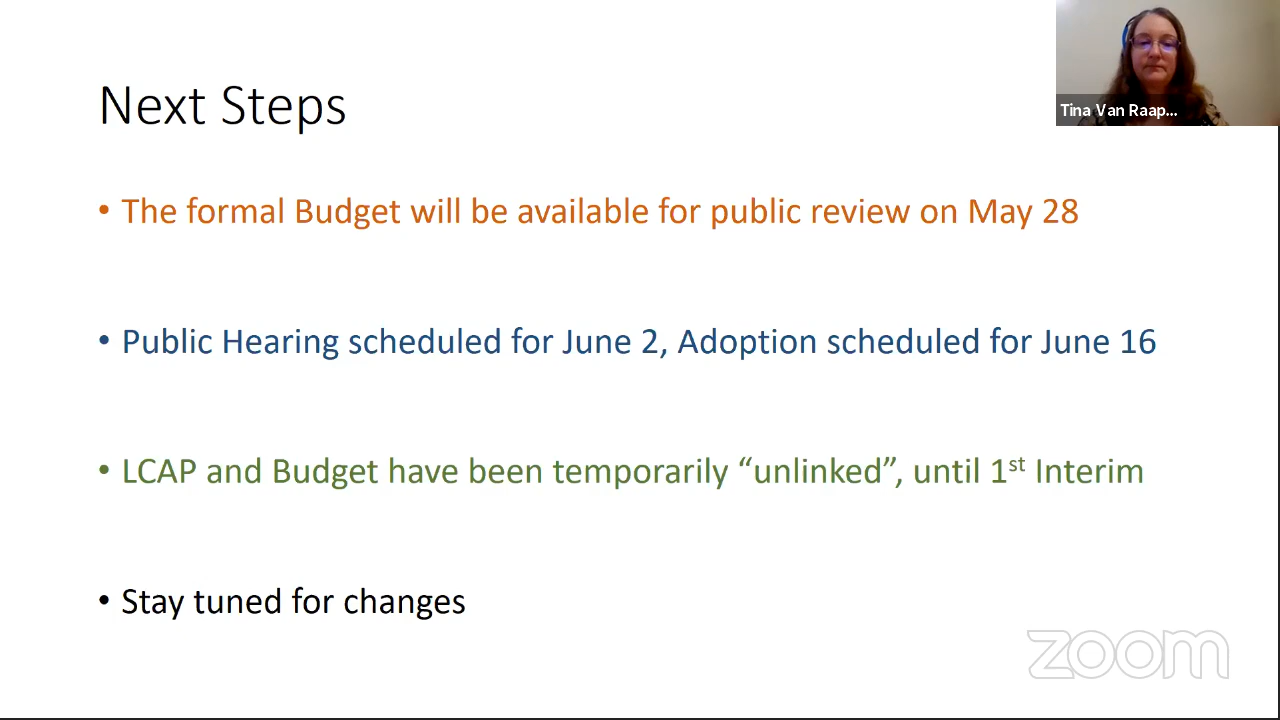 Next Steps
Tina Van Raap...
• The formal Budget will be available for public review on May 28
• Public Hearing scheduled for June 2, Adoption scheduled for June 16
• LCAP and Budget have been temporarily “unlinked”, until 1st Interim
• Stay tuned for changes
zoom